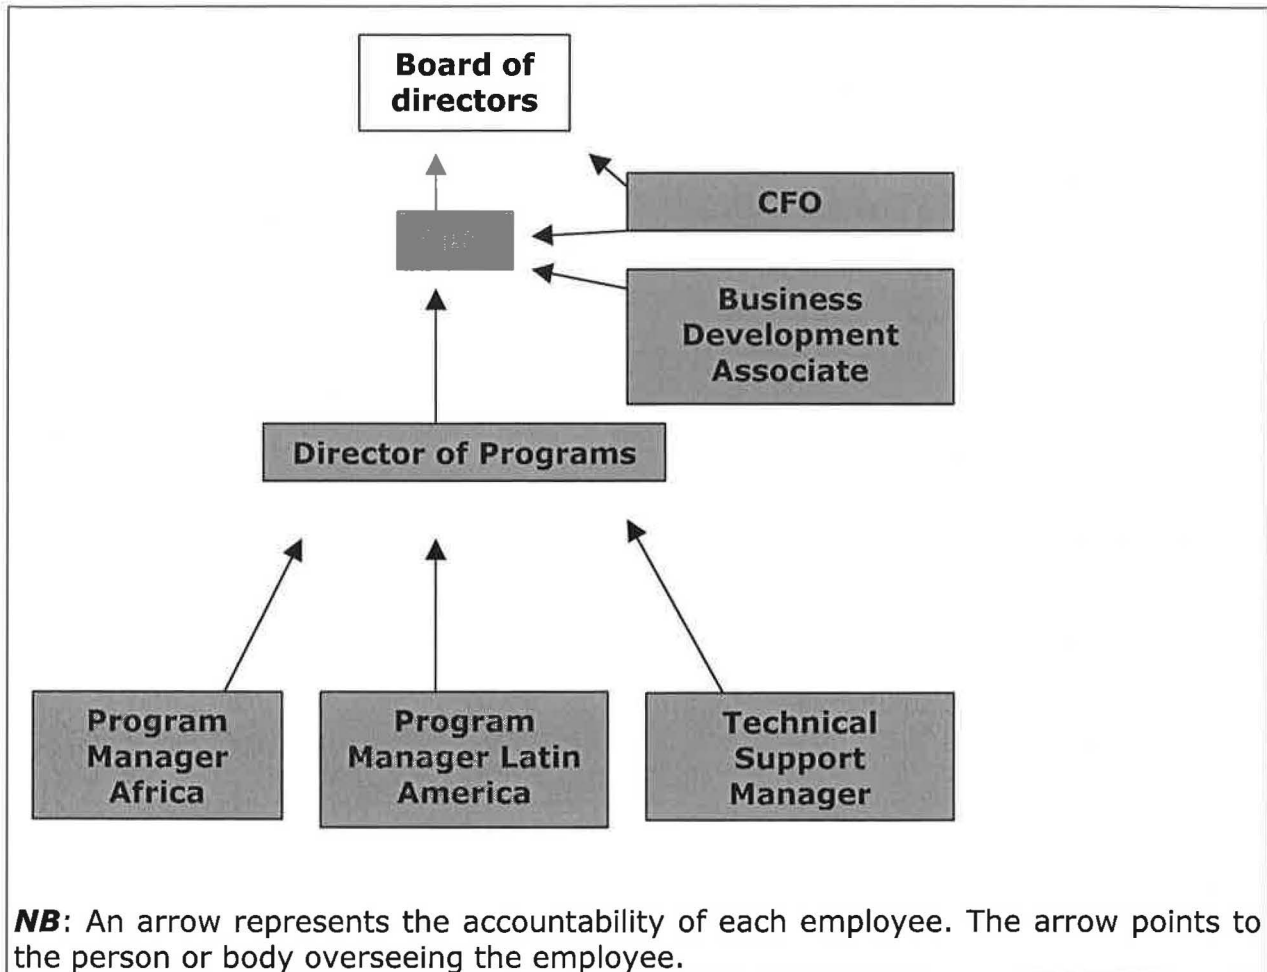 Board of
directors
CFO
Business
Development
Associate
Director of Programs
Program
Manager
Africa
Program
Manager Latin
America
Technical
Support
Manager
NB: An arrow represents the accountability of each employee. The arrow points to
the person or body overseeing the employee.